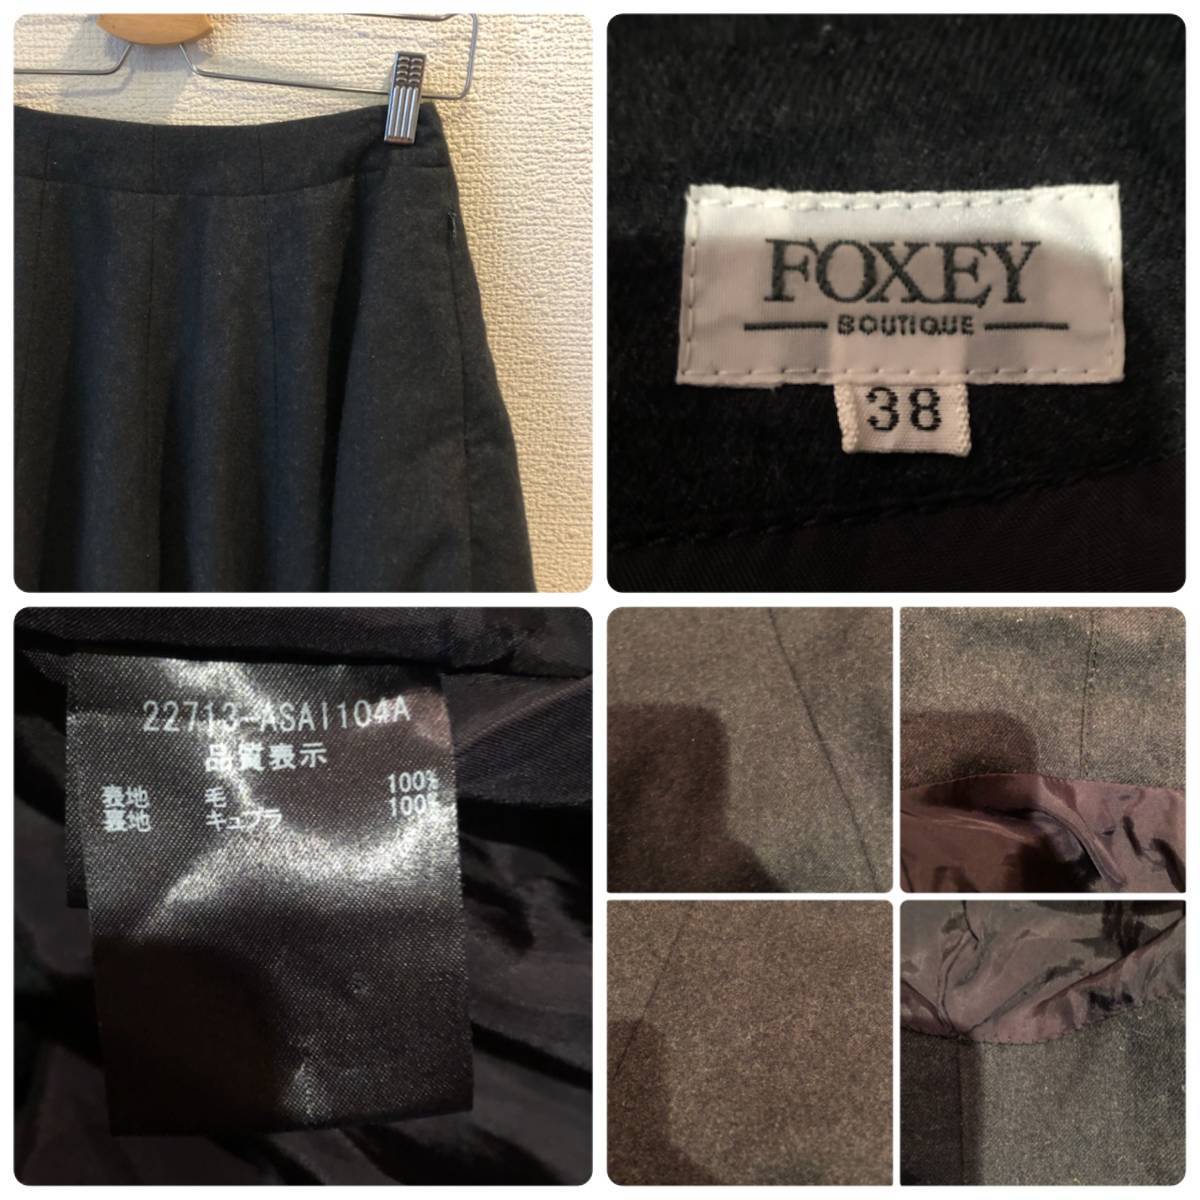 FOXEY
BOUTIQUE
38
22713-ASAI104A
品質表示
表地 毛 100%
裏地 キュプラ 100%